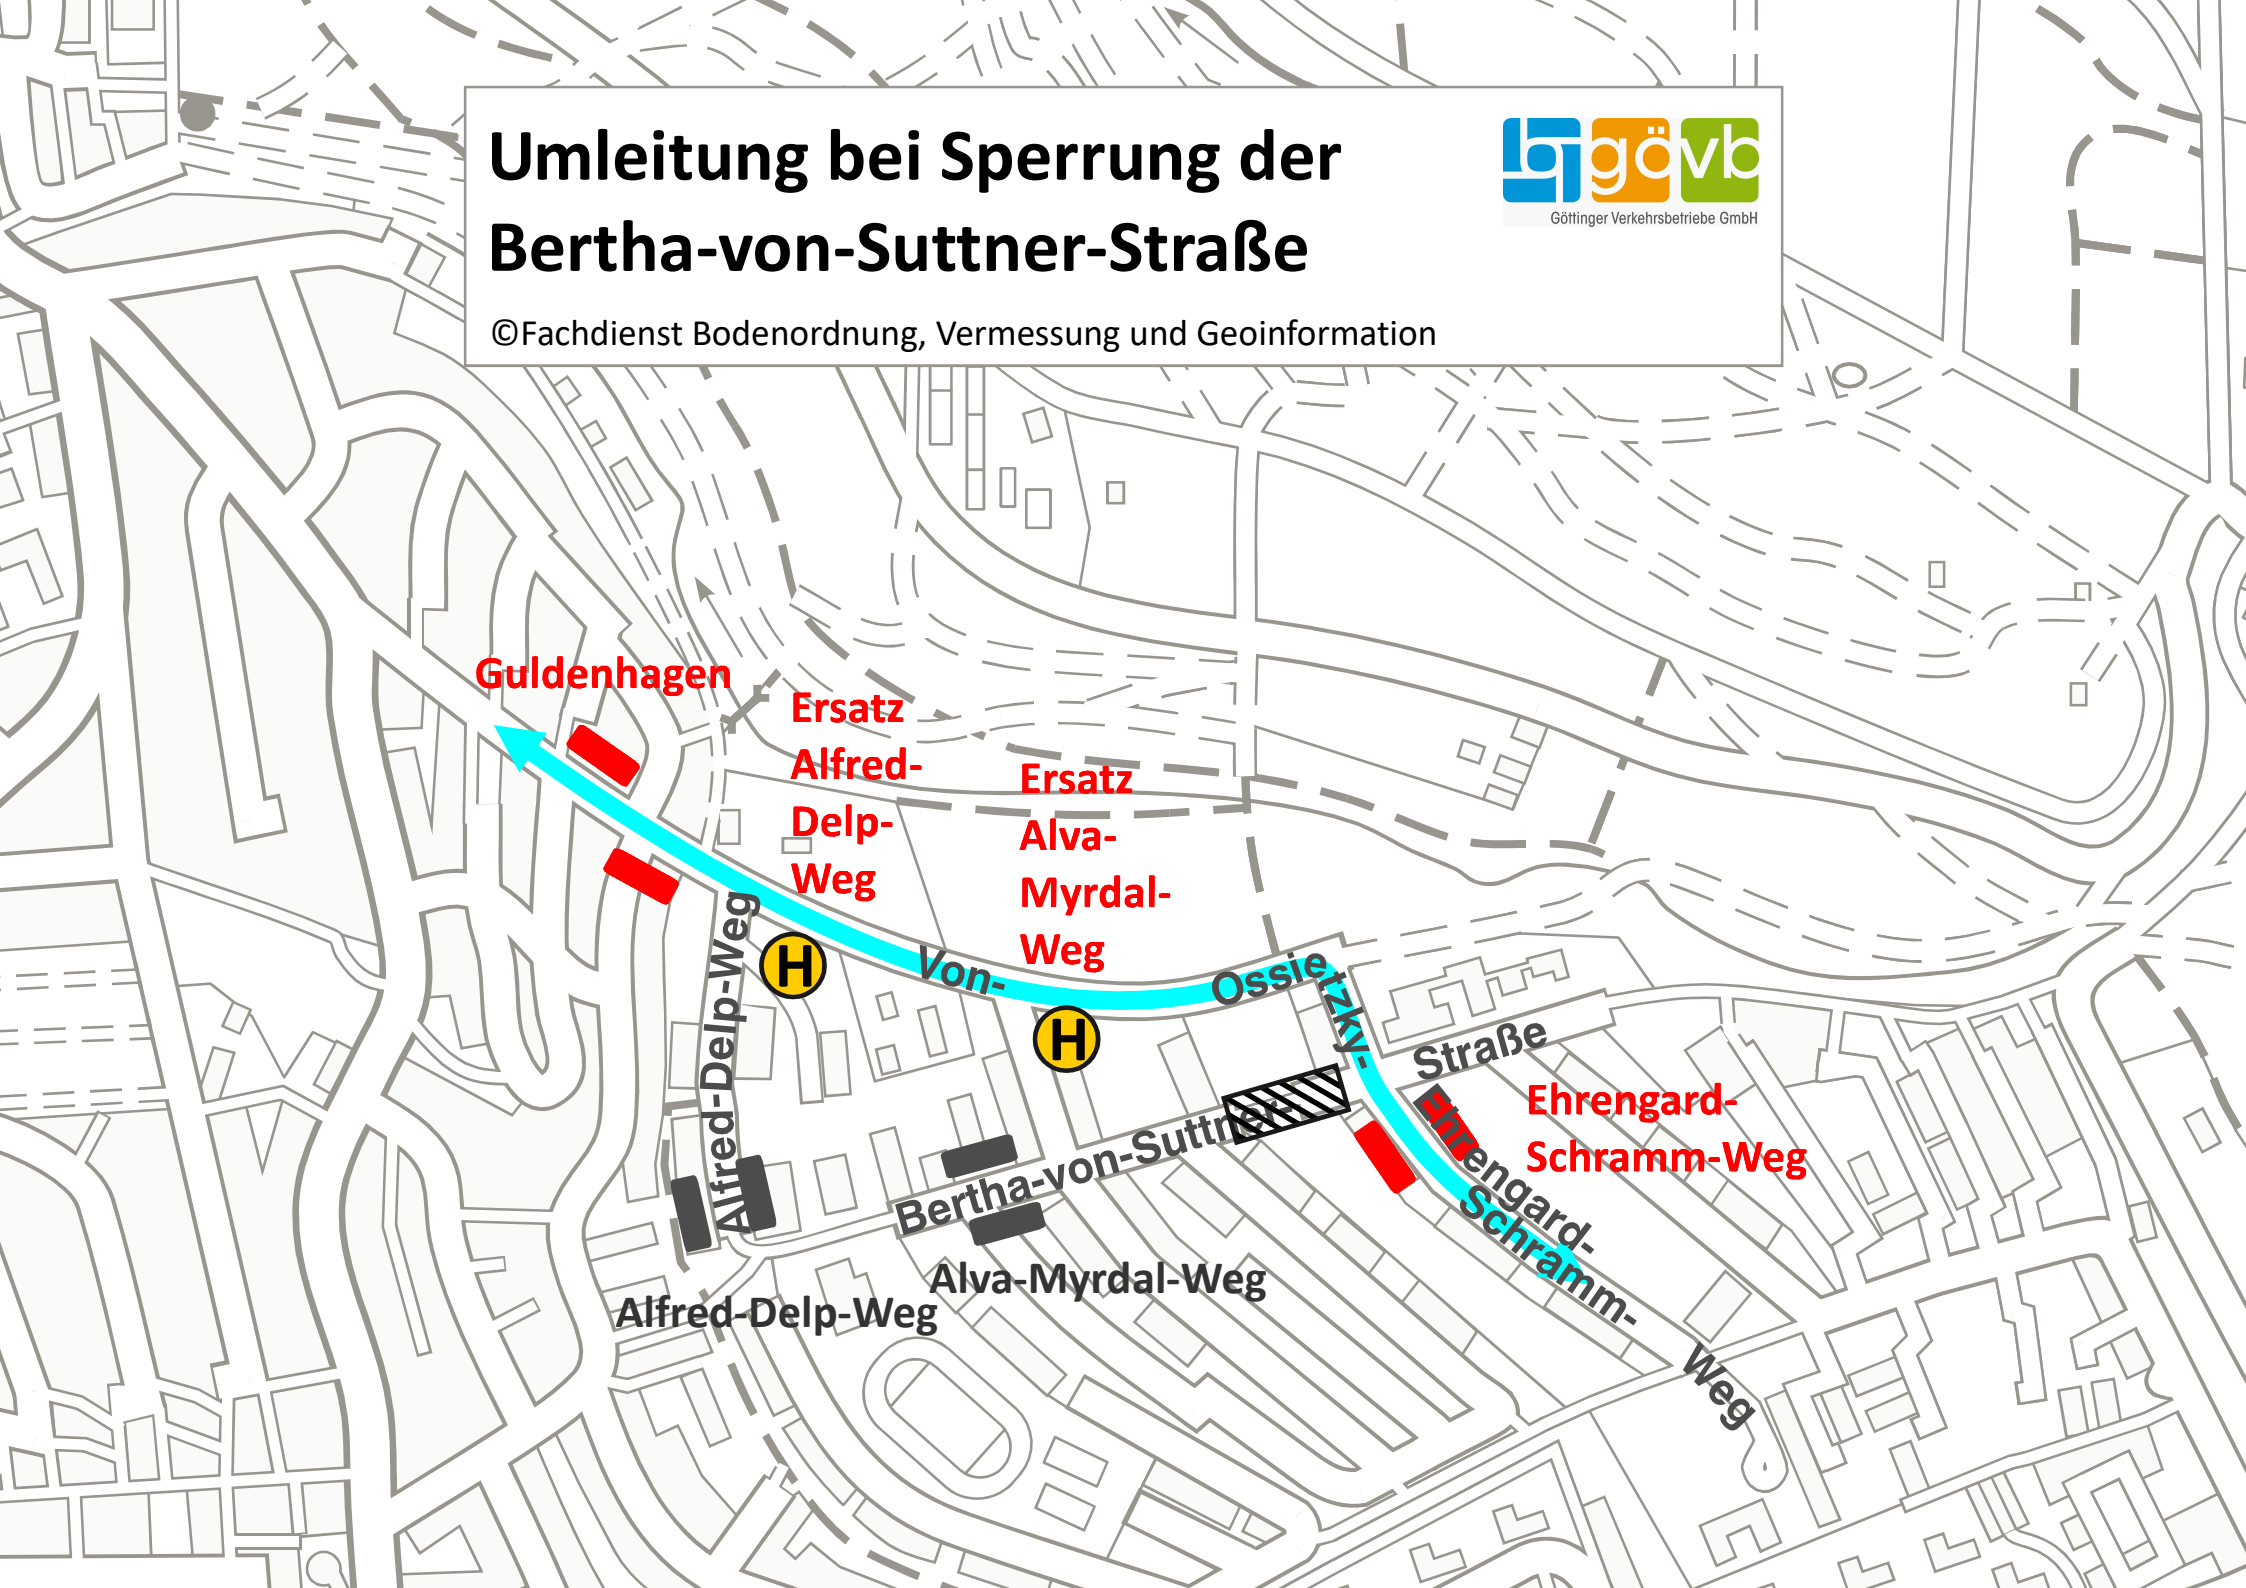 Umleitung bei Sperrung der
Bertha-von-Suttner-Straße
©Fachdienst Bodenordnung, Vermessung und Geoinformation
gövb
Göttinger Verkehrsbetriebe GmbH
Guldenhagen
Ersatz
Alfred-
Delp-
Weg
Ersatz
Alva-
Myrdal-
Weg
Alfred-Delp-Weg
H
Von-
H
Ossietzky-
Straße
Ehrengard-
Schramm-Weg
Bertha-von-Suttner-
Ehrengard-
Schramm-
Weg
Alva-Myrdal-Weg
Alfred-Delp-Weg